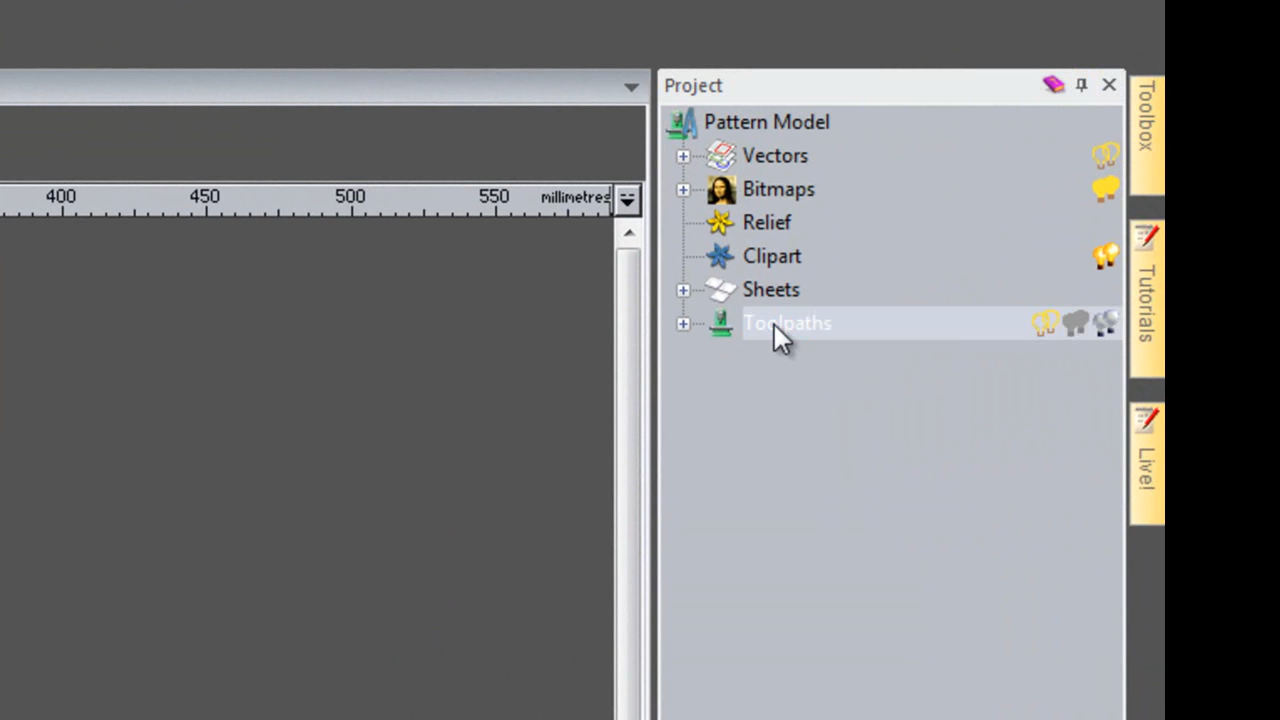 Project
Pattern Model
Vectors
Bitmaps
Relief
Clipart
Sheets
Toolpaths
400 450 500 550 millimetres
Toolbox
Tutorials
Live!